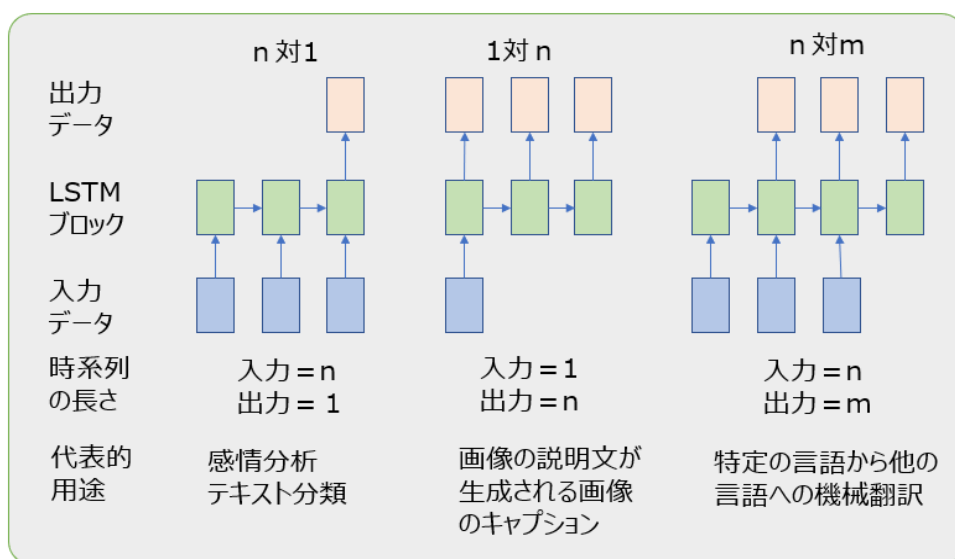 n 対1
1対 n
n 対m
出力
データ
LSTM
ブロック
入力
データ
時系列
の長さ
入力＝n
出力＝ 1
入力＝1
出力＝n
入力＝n
出力＝m
代表的
用途
感情分析
テキスト分類
画像の説明文が
生成される画像
のキャプション
特定の言語から他の
言語への機械翻訳